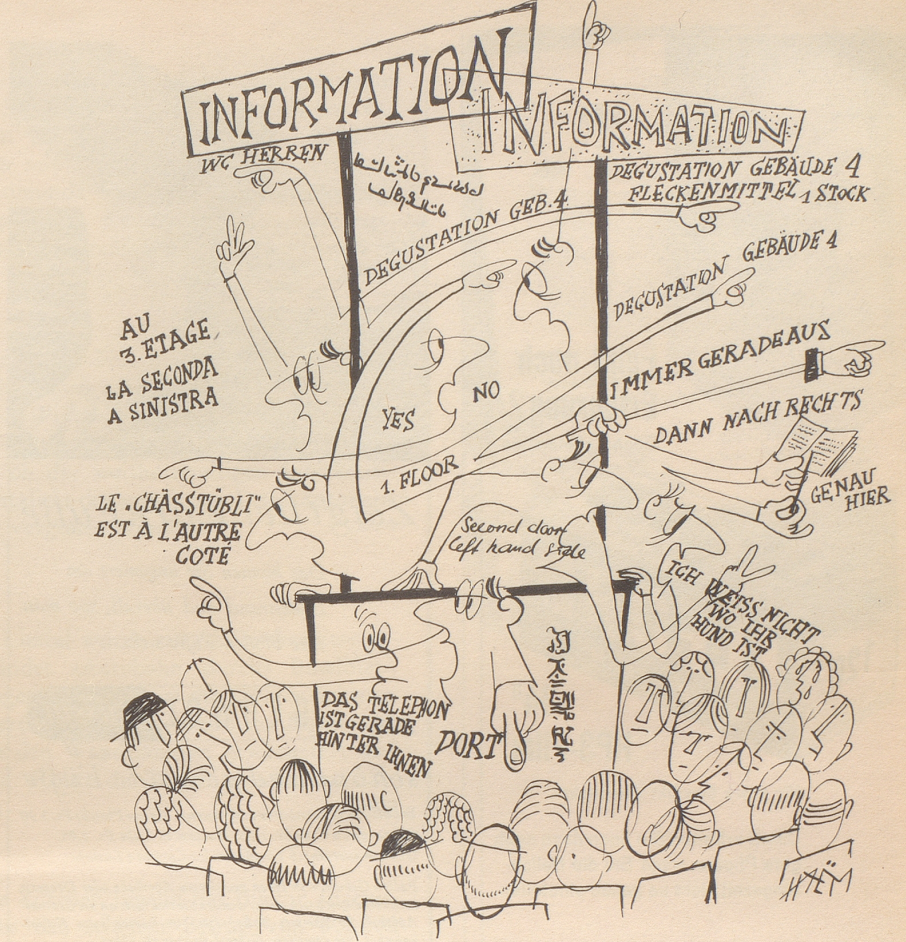 INFORMATION
INFORMATION
WC HERREN
DEGUSTATION GEBÄUDE 4
FLECKENMITTEL 1 STOCK
DEGUSTATION GEB. 4
DEGUSTATION GEBÄUDE 4
AU
3. ETAGE
LA SECONDA
A SINISTRA
YES
NO
IMMER GERADEAUS
DANN NACH RECHTS
1. FLOOR
GENAU
HIER
LE „CHÄSSTÜBLI“
EST À L'AUTRE
COTÉ
Second door
left hand side
ICH WEISS NICHT
WO IHR
HUND IST
DAS TELEPHON
IST GERADE
HINTER IHNEN
DORT